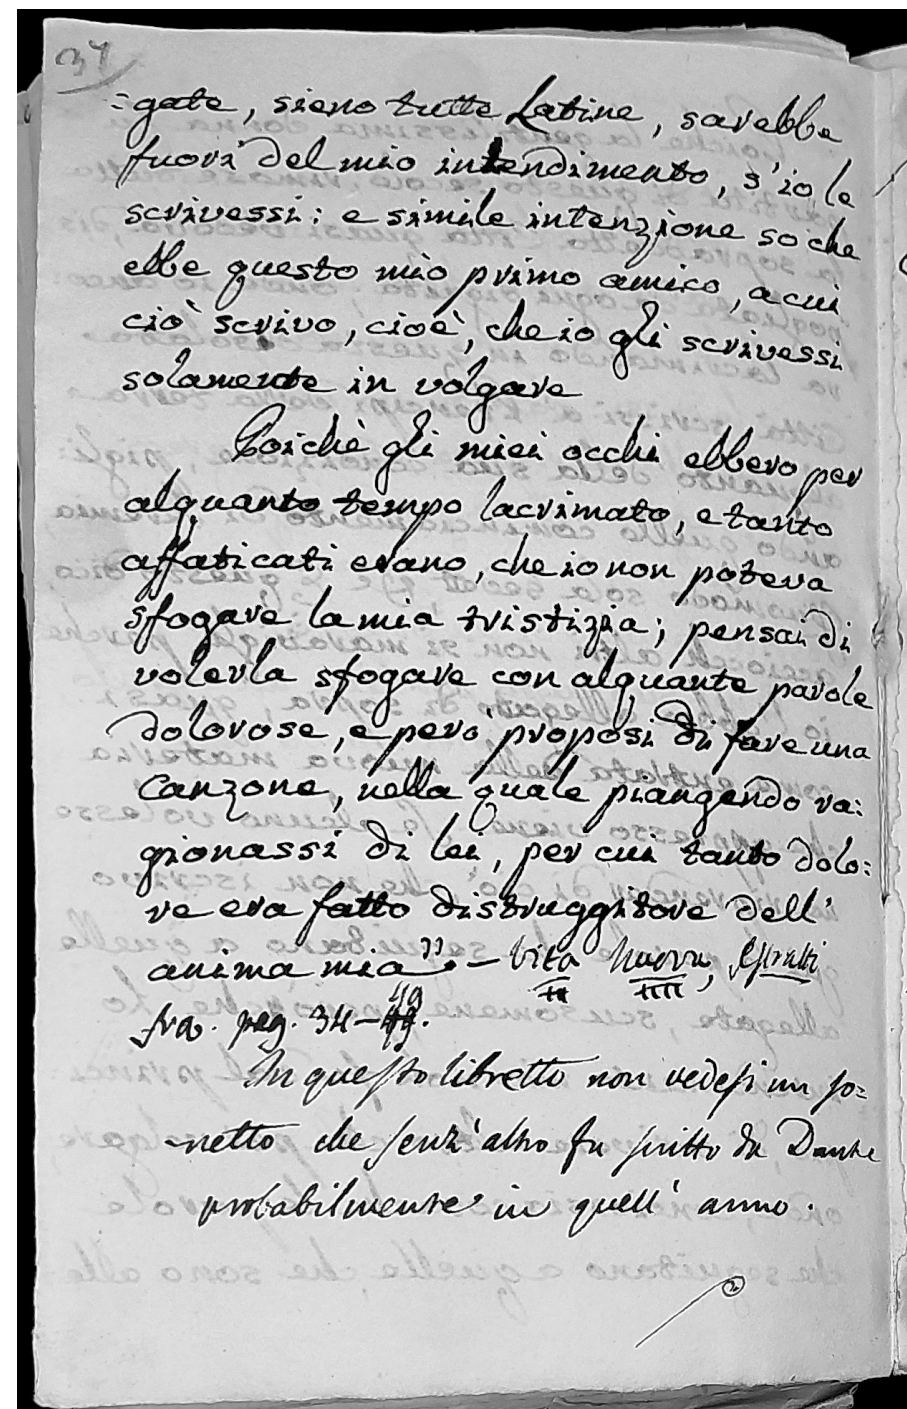 37
=gate, sieno tutte Latine, sarebbe
fuori del mio intendimento, s'io le
scrivessi: e simile intenzione so che
ebbe questo mio primo amico, a cui
ciò scrivo, cioè, che io gli scrivessi
solamente in volgare
Poichè gli miei occhi ebbero per
alquanto tempo lacrimato, e tanto
affaticati erano, che io non poteva
sfogare la mia tristizia; pensai di
volerla sfogare con alquante parole
dolorose, e però proposi di fare una
canzone, nella quale piangendo ra:
gionassi di lei, per cui tanto dolo:
re era fatto distruggitore dell'
anima mia". – Vita Nuova,
fra. pag. 34–49.
In questo libretto non vedesi un so=
netto che senz'altro fu scritto da Dante
probabilmente in quell'anno.